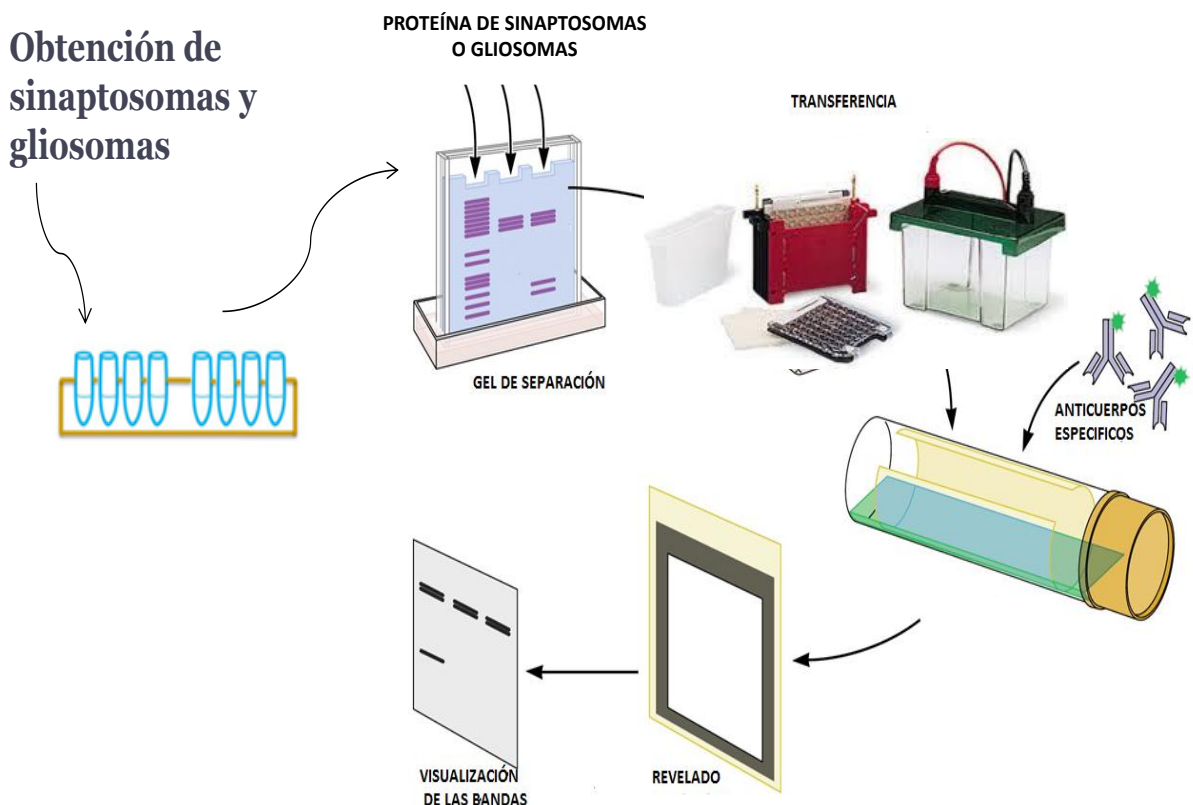 Obtención de
sinaptosomas y
gliosomas
PROTEÍNA DE SINAPTOSOMAS
O GLIOSOMAS
TRANSFERENCIA
GEL DE SEPARACIÓN
ANTICUERPOS
ESPECIFICOS
VISUALIZACIÓN
DE LAS BANDAS
REVELADO